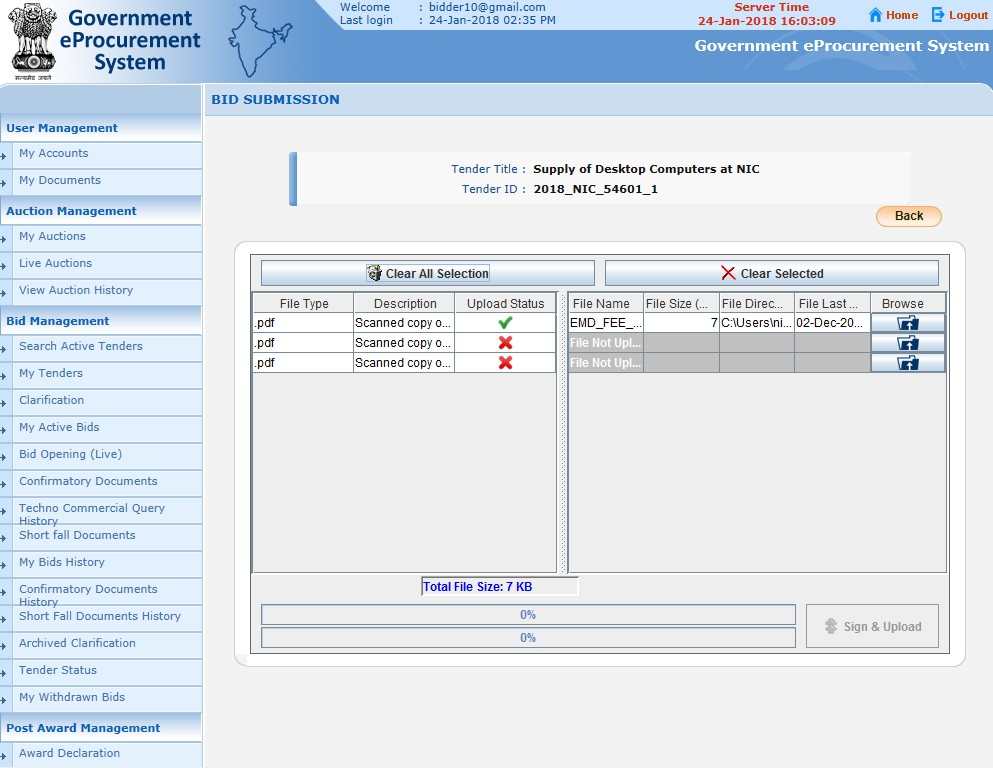 Government
eProcurement
System
सत्यमेव जयते
Welcome : bidder10@gmail.com
Last login : 24-Jan-2018 02:35 PM
Server Time
24-Jan-2018 16:03:09
Home
Logout
Government eProcurement System
BID SUBMISSION
User Management
My Accounts
My Documents
Auction Management
My Auctions
Live Auctions
View Auction History
Bid Management
Search Active Tenders
My Tenders
Clarification
My Active Bids
Bid Opening (Live)
Confirmatory Documents
Techno Commercial Query
History
Short fall Documents
My Bids History
Confirmatory Documents
History
Short Fall Documents History
Archived Clarification
Tender Status
My Withdrawn Bids
Post Award Management
Award Declaration
Tender Title : Supply of Desktop Computers at NIC
Tender ID : 2018_NIC_54601_1
Back
Clear All Selection
Clear Selected
File Type Description Upload Status File Name File Size (... File Direc... File Last ... Browse
.pdf Scanned copy o... EMD_FEE_... 7 C:\Users\ni... 02-Dec-20...
.pdf Scanned copy o... File Not Upl...
.pdf Scanned copy o... File Not Upl...
Total File Size: 7 KB
0%
0%
Sign & Upload